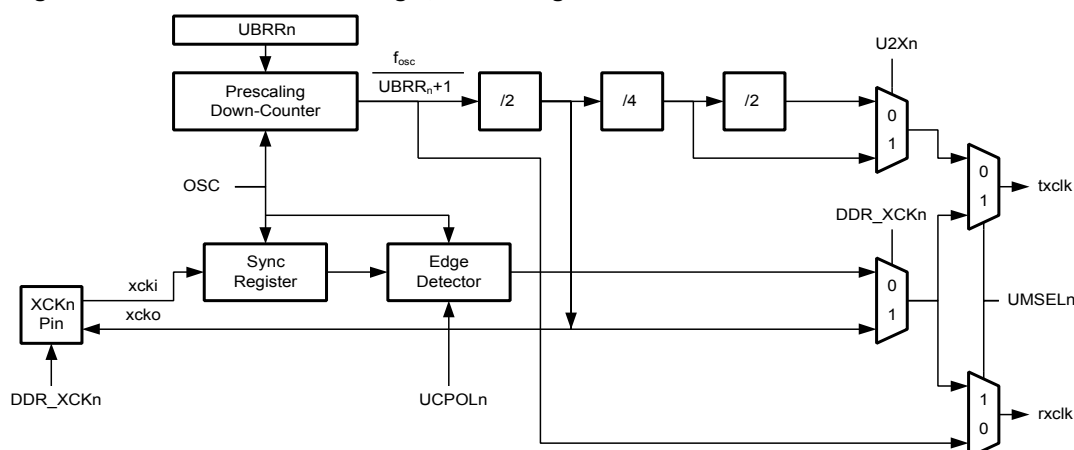 UBRRn
U2Xn
fosc
UBRRn+1
Prescaling
Down-Counter
/2
/4
/2
0
1
OSC
0
1
txclk
DDR_XCKn
Sync
Register
Edge
Detector
xcki
0
1
XCKn
Pin
xcko
UMSELn
DDR_XCKn
UCPOLn
1
0
rxclk